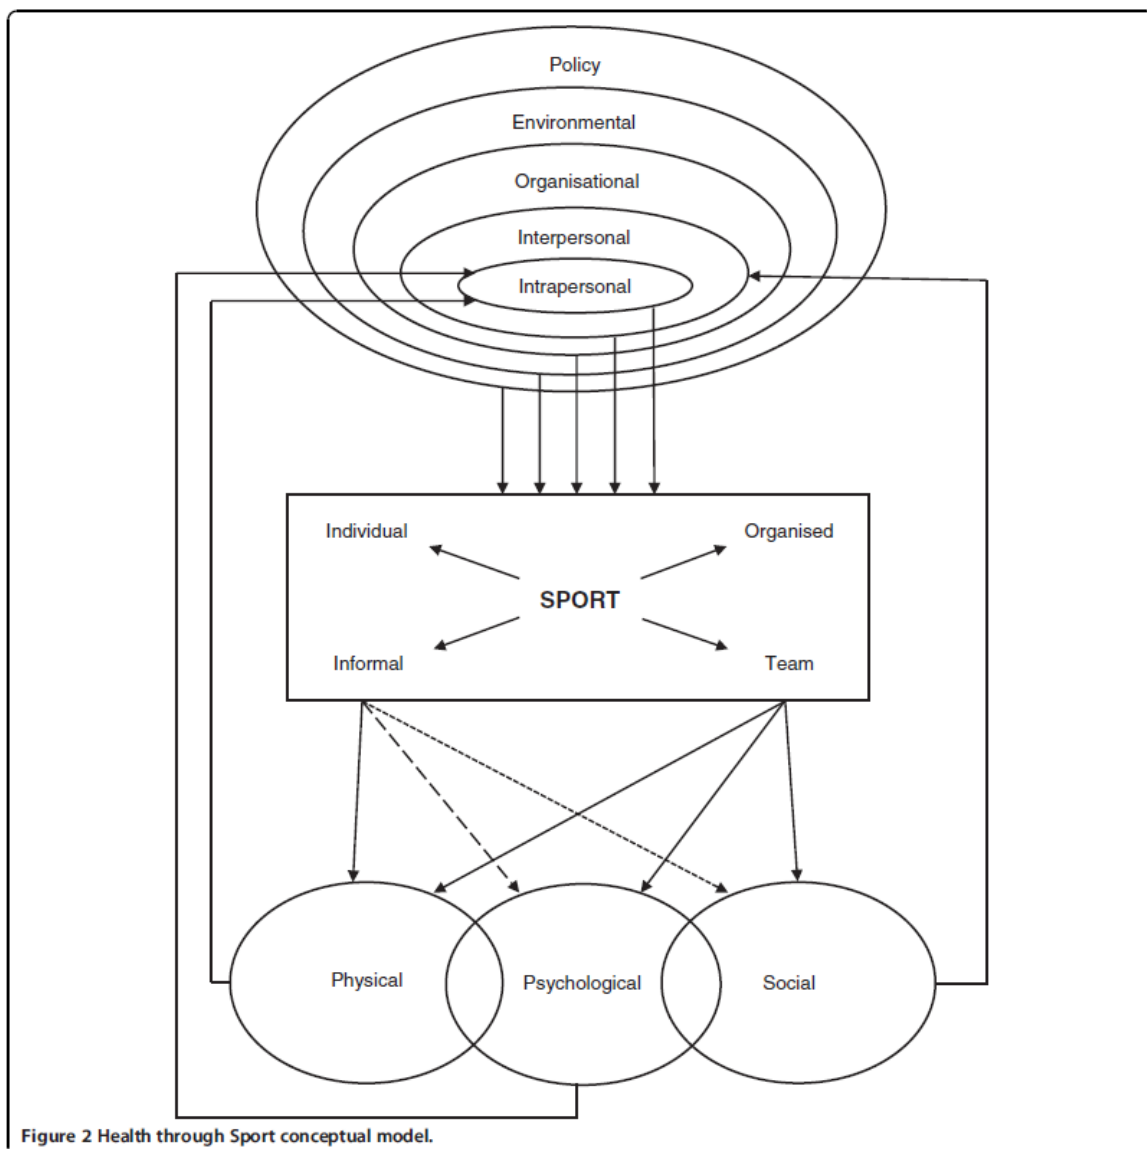 Policy
Environmental
Organisational
Interpersonal
Intrapersonal
Individual
Organised
SPORT
Informal
Team
Physical
Psychological
Social
Figure 2 Health through Sport conceptual model.